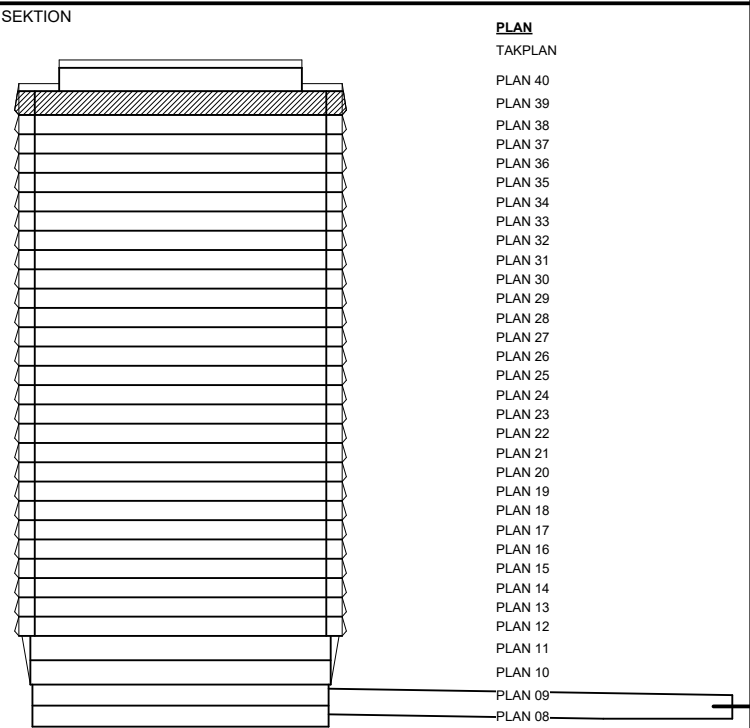 SEKTION
PLAN
TAKPLAN
PLAN 40
PLAN 39
PLAN 38
PLAN 37
PLAN 36
PLAN 35
PLAN 34
PLAN 33
PLAN 32
PLAN 31
PLAN 30
PLAN 29
PLAN 28
PLAN 27
PLAN 26
PLAN 25
PLAN 24
PLAN 23
PLAN 22
PLAN 21
PLAN 20
PLAN 19
PLAN 18
PLAN 17
PLAN 16
PLAN 15
PLAN 14
PLAN 13
PLAN 12
PLAN 11
PLAN 10
PLAN 09
PLAN 08